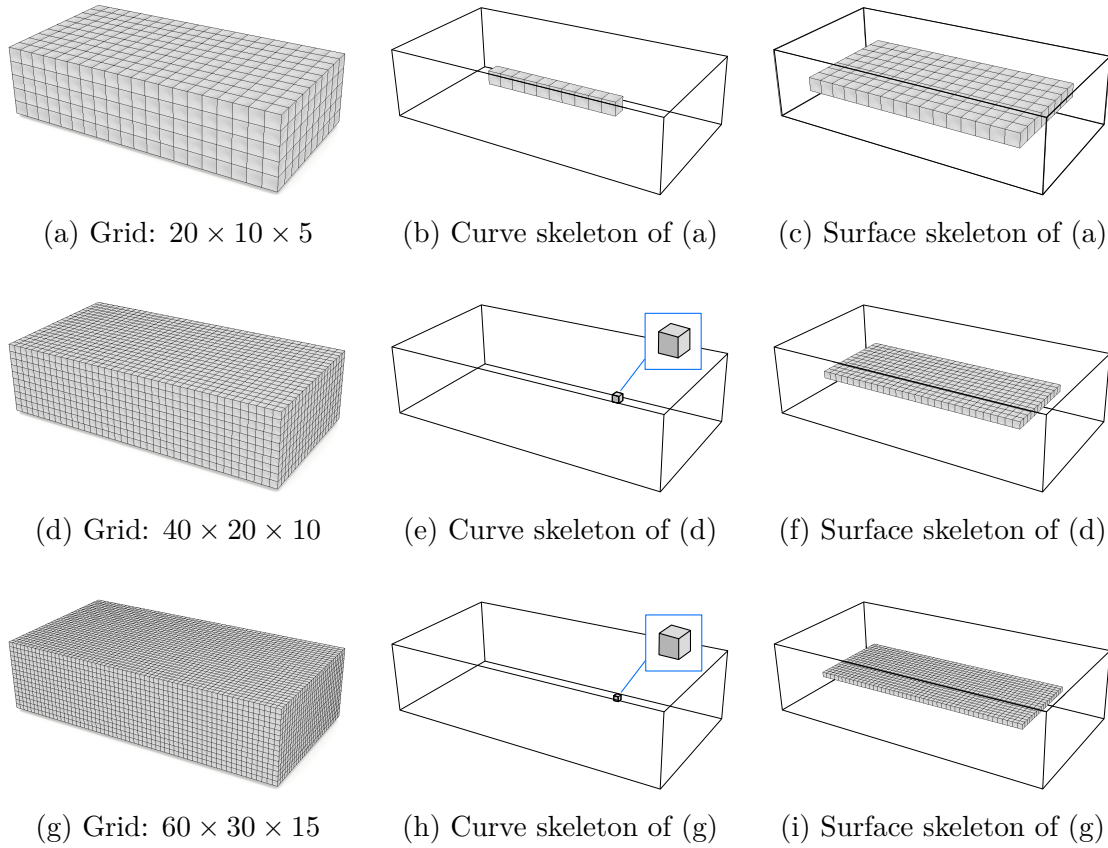 (a) Grid: 20 × 10 × 5
(b) Curve skeleton of (a)
(c) Surface skeleton of (a)
(d) Grid: 40 × 20 × 10
(e) Curve skeleton of (d)
(f) Surface skeleton of (d)
(g) Grid: 60 × 30 × 15
(h) Curve skeleton of (g)
(i) Surface skeleton of (g)